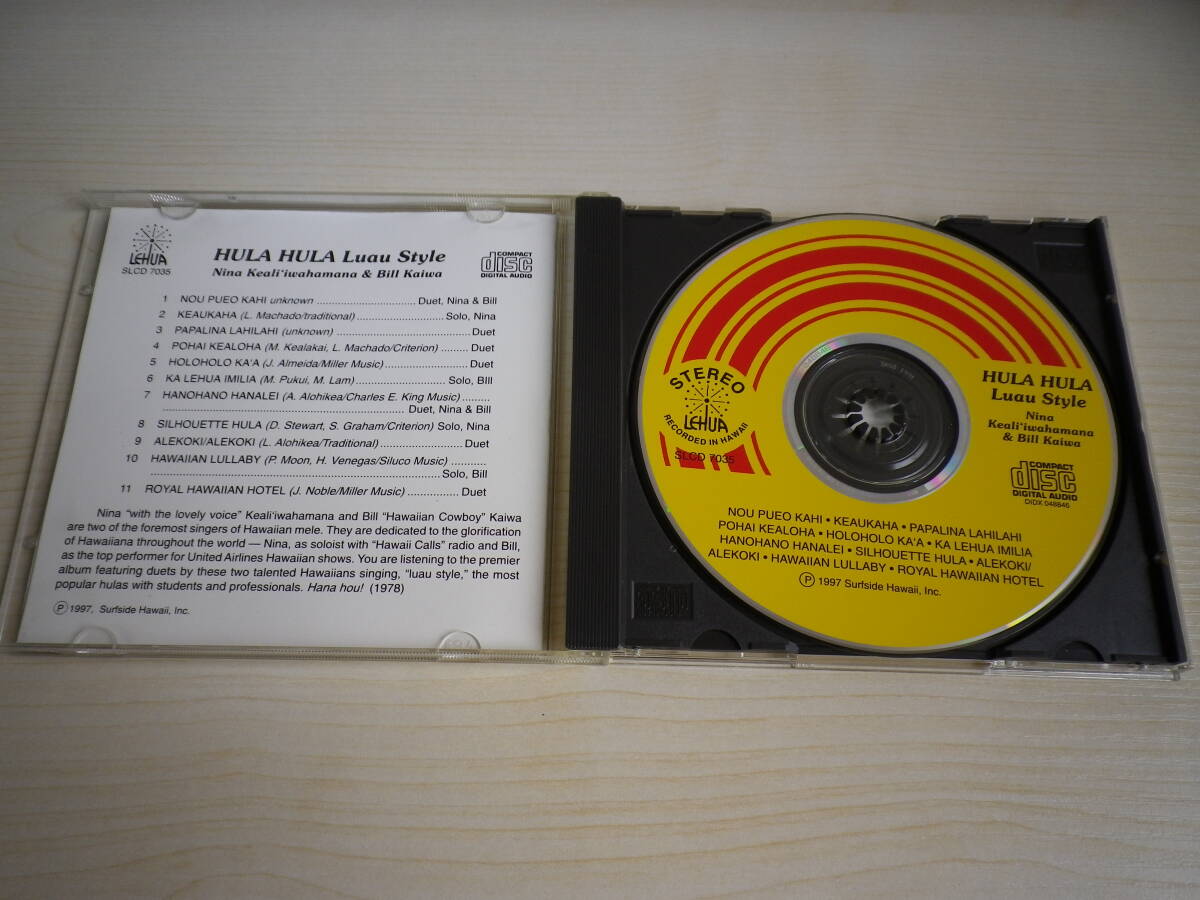 LEHUA
SLCD 7035
HULA HULA Luau Style
Nina Keali'iwahamana & Bill Kaiwa
COMPACT
disc
DIGITAL AUDIO
1 NOU PUEO KAHI unknown ................................ Duet, Nina & Bill
2 KEAUKAHA (L. Machado/traditional) ............................ Solo, Nina
3 PAPALINA LAHILAHI (unknown) ........................................... Duet
4 POHAI KEALOHA (M. Kealakai, L. Machado/Criterion) ......... Duet
5 HOLOHOLO KA'A (J. Almeida/Miller Music) ........................... Duet
6 KA LEHUA IMILIA (M. Pukui, M. Lam) ............................. Solo, Bill
7 HANOHANO HANALEI (A. Alohikea/Charles E. King Music) .........
................................................................................ Duet, Nina & Bill
8 SILHOUETTE HULA (D. Stewart, S. Graham/Criterion) Solo, Nina
9 ALEKOKI/ALEKOKI (L. Alohikea/Traditional) ........................... Duet
10 HAWAIIAN LULLABY (P. Moon, H. Venegas/Siluco Music) ...........
............................................................................................ Solo, Bill
11 ROYAL HAWAIIAN HOTEL (J. Noble/Miller Music) ................ Duet
Nina "with the lovely voice" Keali'iwahamana and Bill "Hawaiian Cowboy" Kaiwa
are two of the foremost singers of Hawaiian mele. They are dedicated to the glorification
of Hawaiiana throughout the world — Nina, as soloist with "Hawaii Calls" radio and Bill,
as the top performer for United Airlines Hawaiian shows. You are listening to the premier
album featuring duets by these two talented Hawaiians singing, "luau style," the most
popular hulas with students and professionals. Hana hou! (1978)
Ⓟ 1997, Surfside Hawaii, Inc.
STEREO
LEHUA
RECORDED IN HAWAII
SLCD 7035
HULA HULA
Luau Style
Nina
Keali'iwahamana
& Bill Kaiwa
COMPACT
disc
DIGITAL AUDIO
DIDX 048846
NOU PUEO KAHI • KEAUKAHA • PAPALINA LAHILAHI
POHAI KEALOHA • HOLOHOLO KA'A • KA LEHUA IMILIA
HANOHANO HANALEI • SILHOUETTE HULA • ALEKOKI/
ALEKOKI • HAWAIIAN LULLABY • ROYAL HAWAIIAN HOTEL
Ⓟ 1997 Surfside Hawaii, Inc.